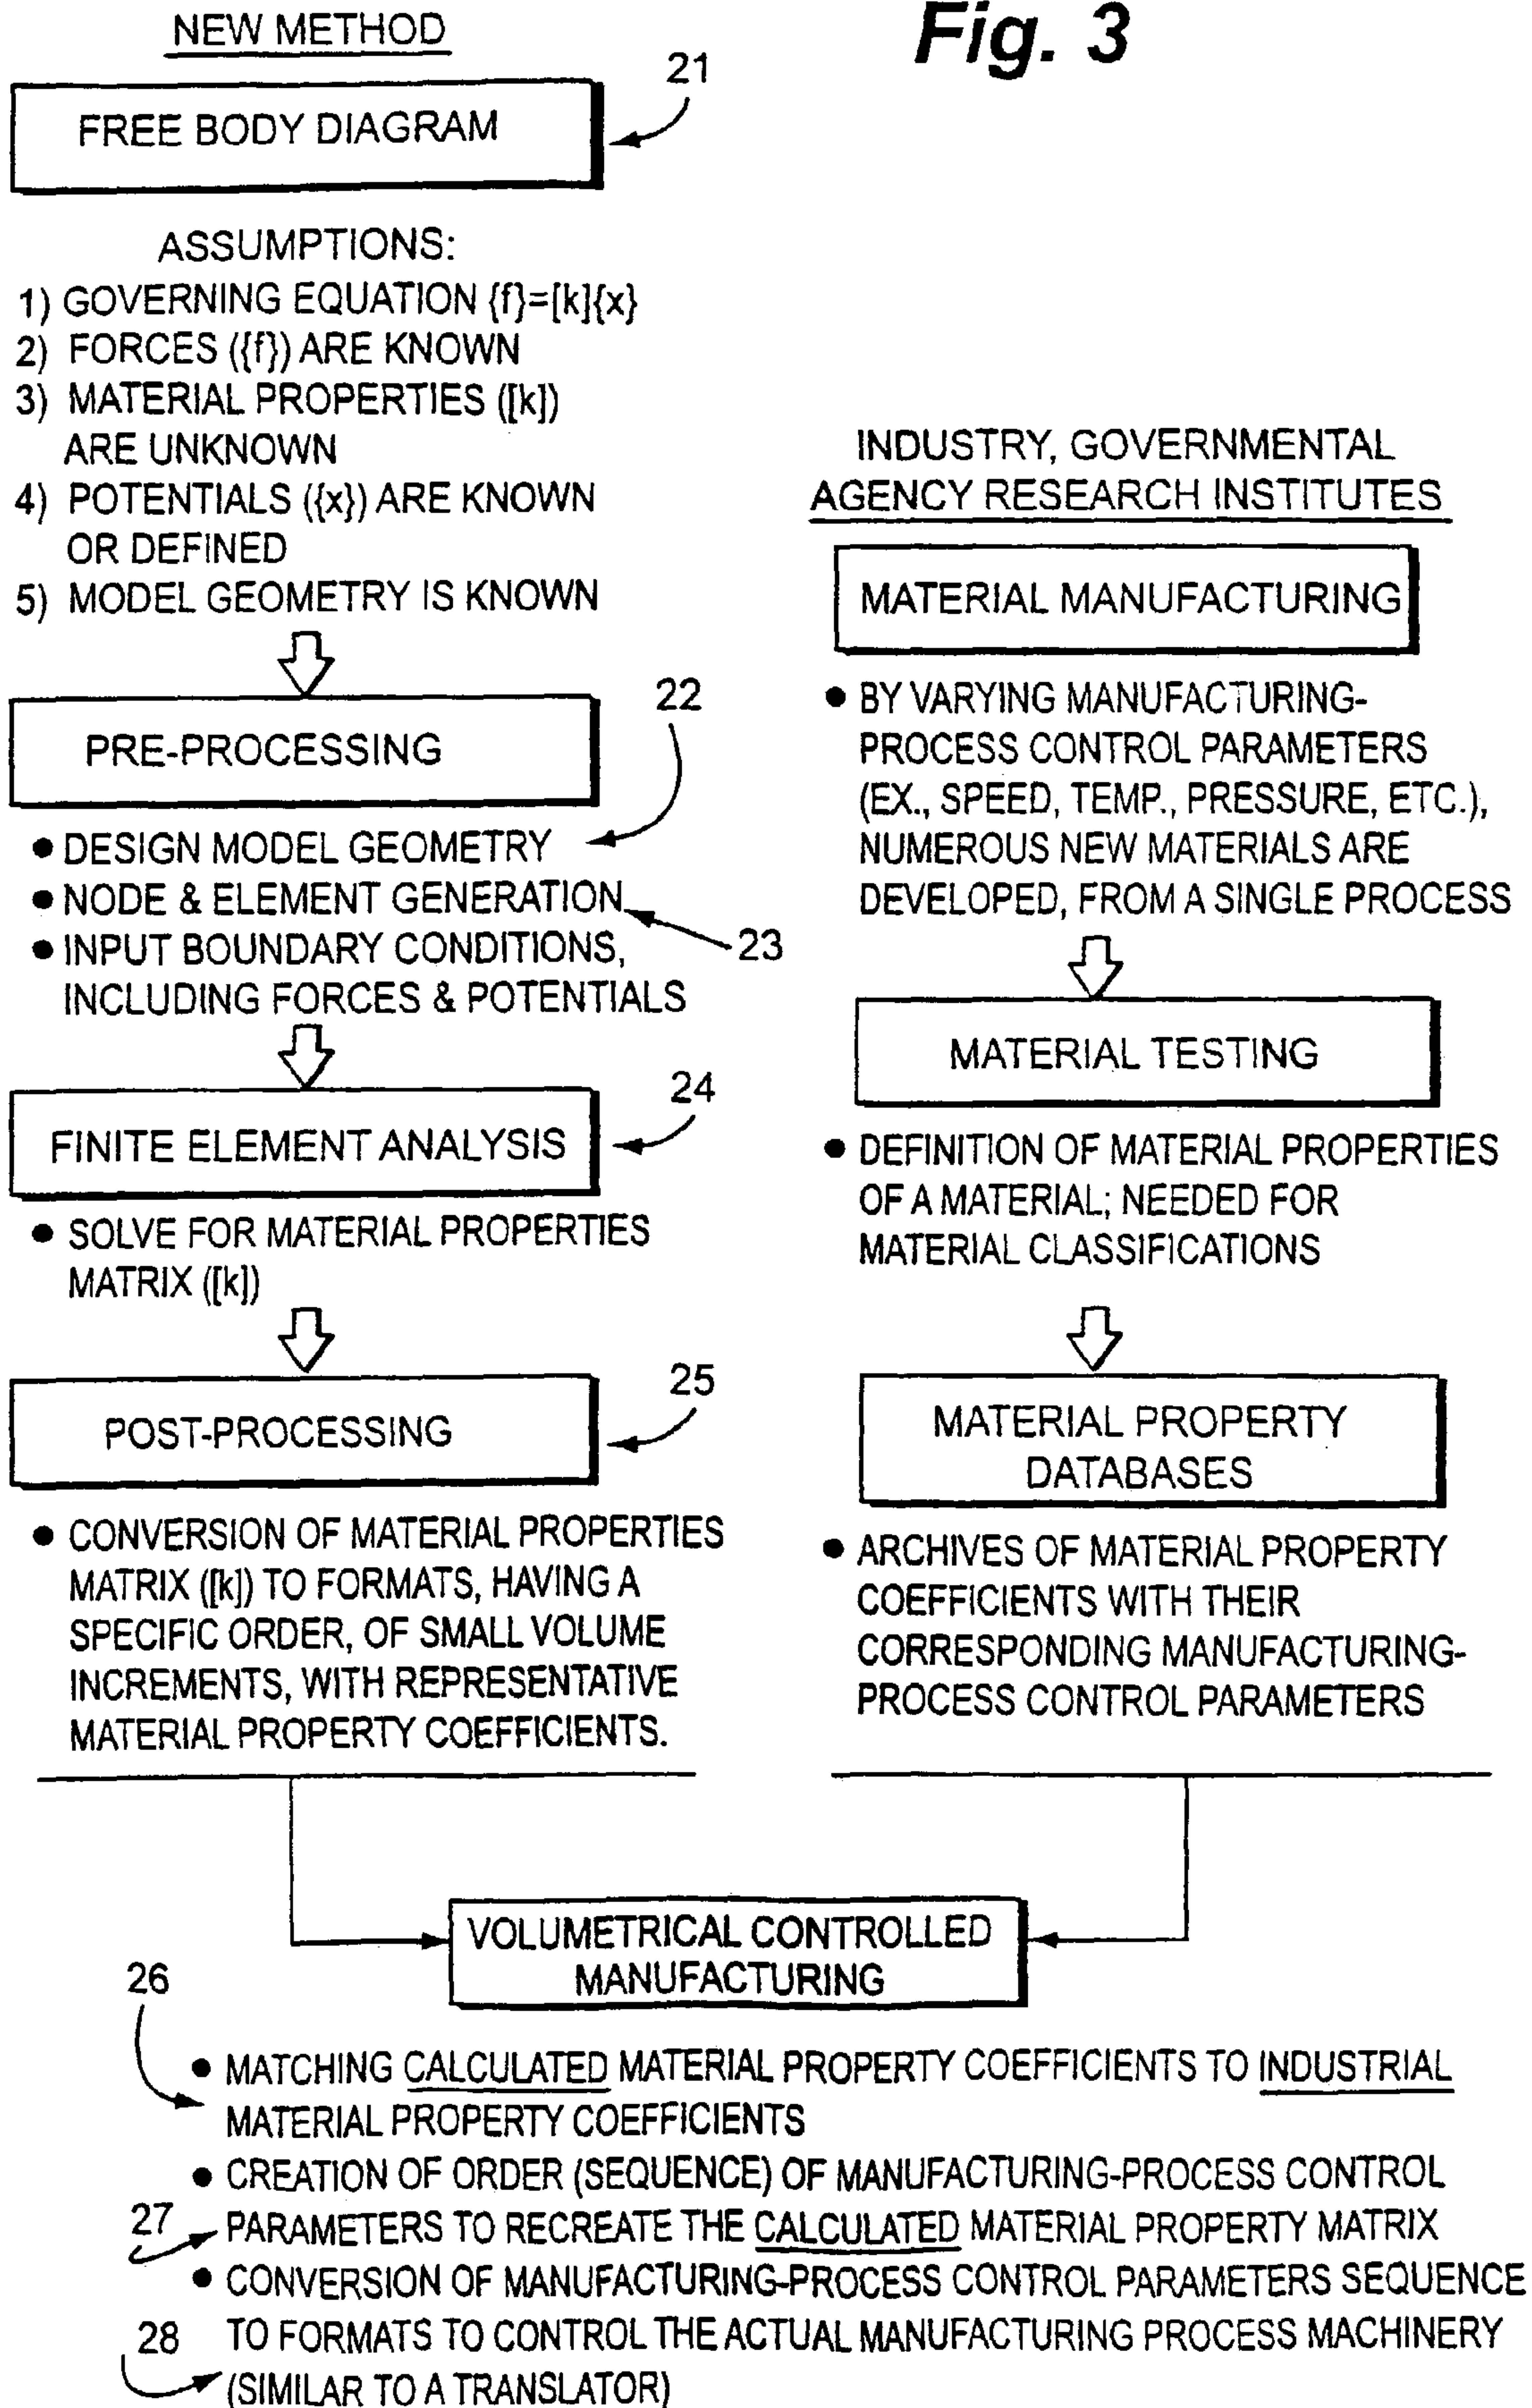 Fig. 3
NEW METHOD
21
FREE BODY DIAGRAM
ASSUMPTIONS:
1) GOVERNING EQUATION {f}=[k]{x}
2) FORCES ({f}) ARE KNOWN
3) MATERIAL PROPERTIES ([k])
ARE UNKNOWN
4) POTENTIALS ({x}) ARE KNOWN
OR DEFINED
5) MODEL GEOMETRY IS KNOWN
22
PRE-PROCESSING
• DESIGN MODEL GEOMETRY
• NODE & ELEMENT GENERATION
23
• INPUT BOUNDARY CONDITIONS,
INCLUDING FORCES & POTENTIALS
24
FINITE ELEMENT ANALYSIS
• SOLVE FOR MATERIAL PROPERTIES
MATRIX ([k])
25
POST-PROCESSING
• CONVERSION OF MATERIAL PROPERTIES
MATRIX ([k]) TO FORMATS, HAVING A
SPECIFIC ORDER, OF SMALL VOLUME
INCREMENTS, WITH REPRESENTATIVE
MATERIAL PROPERTY COEFFICIENTS.
INDUSTRY, GOVERNMENTAL
AGENCY RESEARCH INSTITUTES
MATERIAL MANUFACTURING
• BY VARYING MANUFACTURING-
PROCESS CONTROL PARAMETERS
(EX., SPEED, TEMP., PRESSURE, ETC.),
NUMEROUS NEW MATERIALS ARE
DEVELOPED, FROM A SINGLE PROCESS
MATERIAL TESTING
• DEFINITION OF MATERIAL PROPERTIES
OF A MATERIAL; NEEDED FOR
MATERIAL CLASSIFICATIONS
MATERIAL PROPERTY
DATABASES
• ARCHIVES OF MATERIAL PROPERTY
COEFFICIENTS WITH THEIR
CORRESPONDING MANUFACTURING-
PROCESS CONTROL PARAMETERS
VOLUMETRICAL CONTROLLED
MANUFACTURING
26
• MATCHING CALCULATED MATERIAL PROPERTY COEFFICIENTS TO INDUSTRIAL
MATERIAL PROPERTY COEFFICIENTS
• CREATION OF ORDER (SEQUENCE) OF MANUFACTURING-PROCESS CONTROL
27
PARAMETERS TO RECREATE THE CALCULATED MATERIAL PROPERTY MATRIX
• CONVERSION OF MANUFACTURING-PROCESS CONTROL PARAMETERS SEQUENCE
28
TO FORMATS TO CONTROL THE ACTUAL MANUFACTURING PROCESS MACHINERY
(SIMILAR TO A TRANSLATOR)